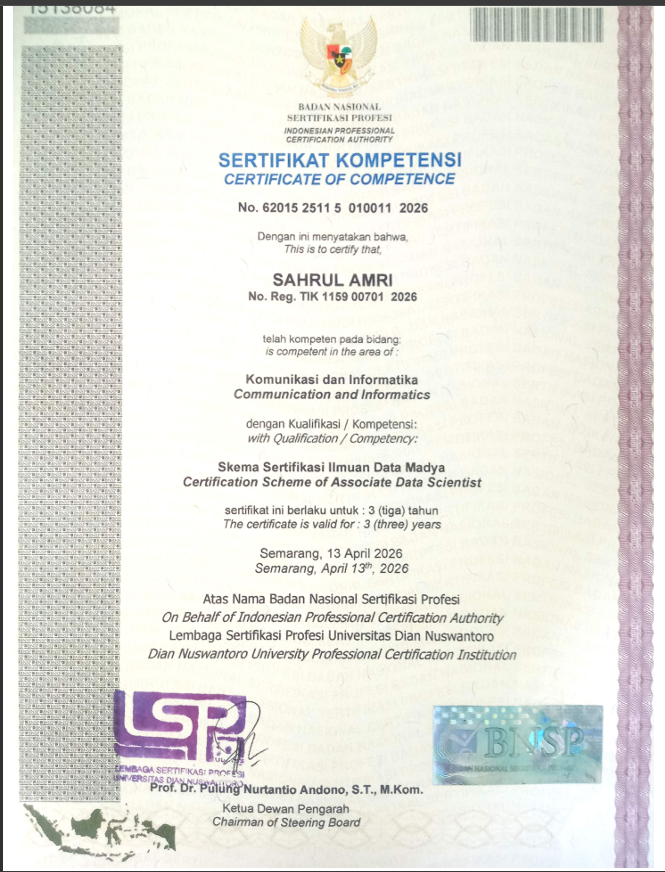 15138084
BADAN NASIONAL
SERTIFIKASI PROFESI
INDONESIAN PROFESSIONAL
CERTIFICATION AUTHORITY
SERTIFIKAT KOMPETENSI
CERTIFICATE OF COMPETENCE
No. 62015 2511 5 010011 2026
Dengan ini menyatakan bahwa,
This is to certify that,
SAHRUL AMRI
No. Reg. TIK 1159 00701 2026
telah kompeten pada bidang:
is competent in the area of :
Komunikasi dan Informatika
Communication and Informatics
dengan Kualifikasi / Kompetensi:
with Qualification / Competency:
Skema Sertifikasi Ilmuan Data Madya
Certification Scheme of Associate Data Scientist
sertifikat ini berlaku untuk : 3 (tiga) tahun
The certificate is valid for : 3 (three) years
Semarang, 13 April 2026
Semarang, April 13th, 2026
Atas Nama Badan Nasional Sertifikasi Profesi
On Behalf of Indonesian Professional Certification Authority
Lembaga Sertifikasi Profesi Universitas Dian Nuswantoro
Dian Nuswantoro University Professional Certification Institution
LSP
LEMBAGA SERTIFIKASI PROFESI
UNIVERSITAS DIAN NUSWANTORO
BNSP
Prof. Dr. Pulung Nurtantio Andono, S.T., M.Kom.
Ketua Dewan Pengarah
Chairman of Steering Board